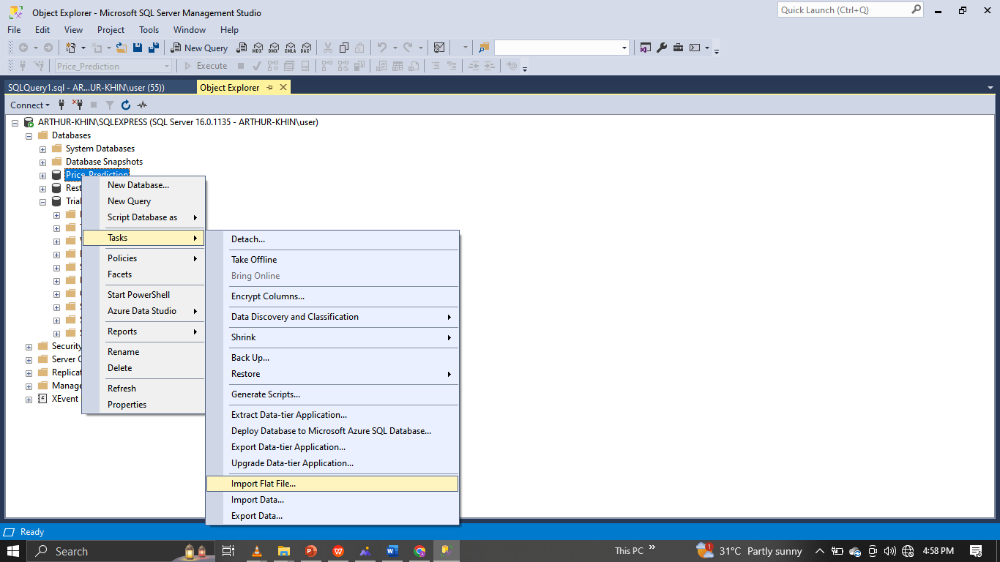 Object Explorer - Microsoft SQL Server Management Studio
Quick Launch (Ctrl+Q)
File Edit View Project Tools Window Help
New Query MDX DMX XMLA DAX
Price_Prediction Execute
SQLQuery1.sql - AR...UR-KHIN\user (55))
Object Explorer
Connect
ARTHUR-KHIN\SQLEXPRESS (SQL Server 16.0.1135 - ARTHUR-KHIN\user)
Databases
System Databases
Database Snapshots
Price_Prediction
Rest
Trial
Security
Server O
Replicat
Manage
XEvent
New Database...
New Query
Script Database as
Tasks
Policies
Facets
Start PowerShell
Azure Data Studio
Reports
Rename
Delete
Refresh
Properties
Detach...
Take Offline
Bring Online
Encrypt Columns...
Data Discovery and Classification
Shrink
Back Up...
Restore
Generate Scripts...
Extract Data-tier Application...
Deploy Database to Microsoft Azure SQL Database...
Export Data-tier Application...
Upgrade Data-tier Application...
Import Flat File...
Import Data...
Export Data...
Ready
Search
This PC
1
31°C Partly sunny
4:58 PM